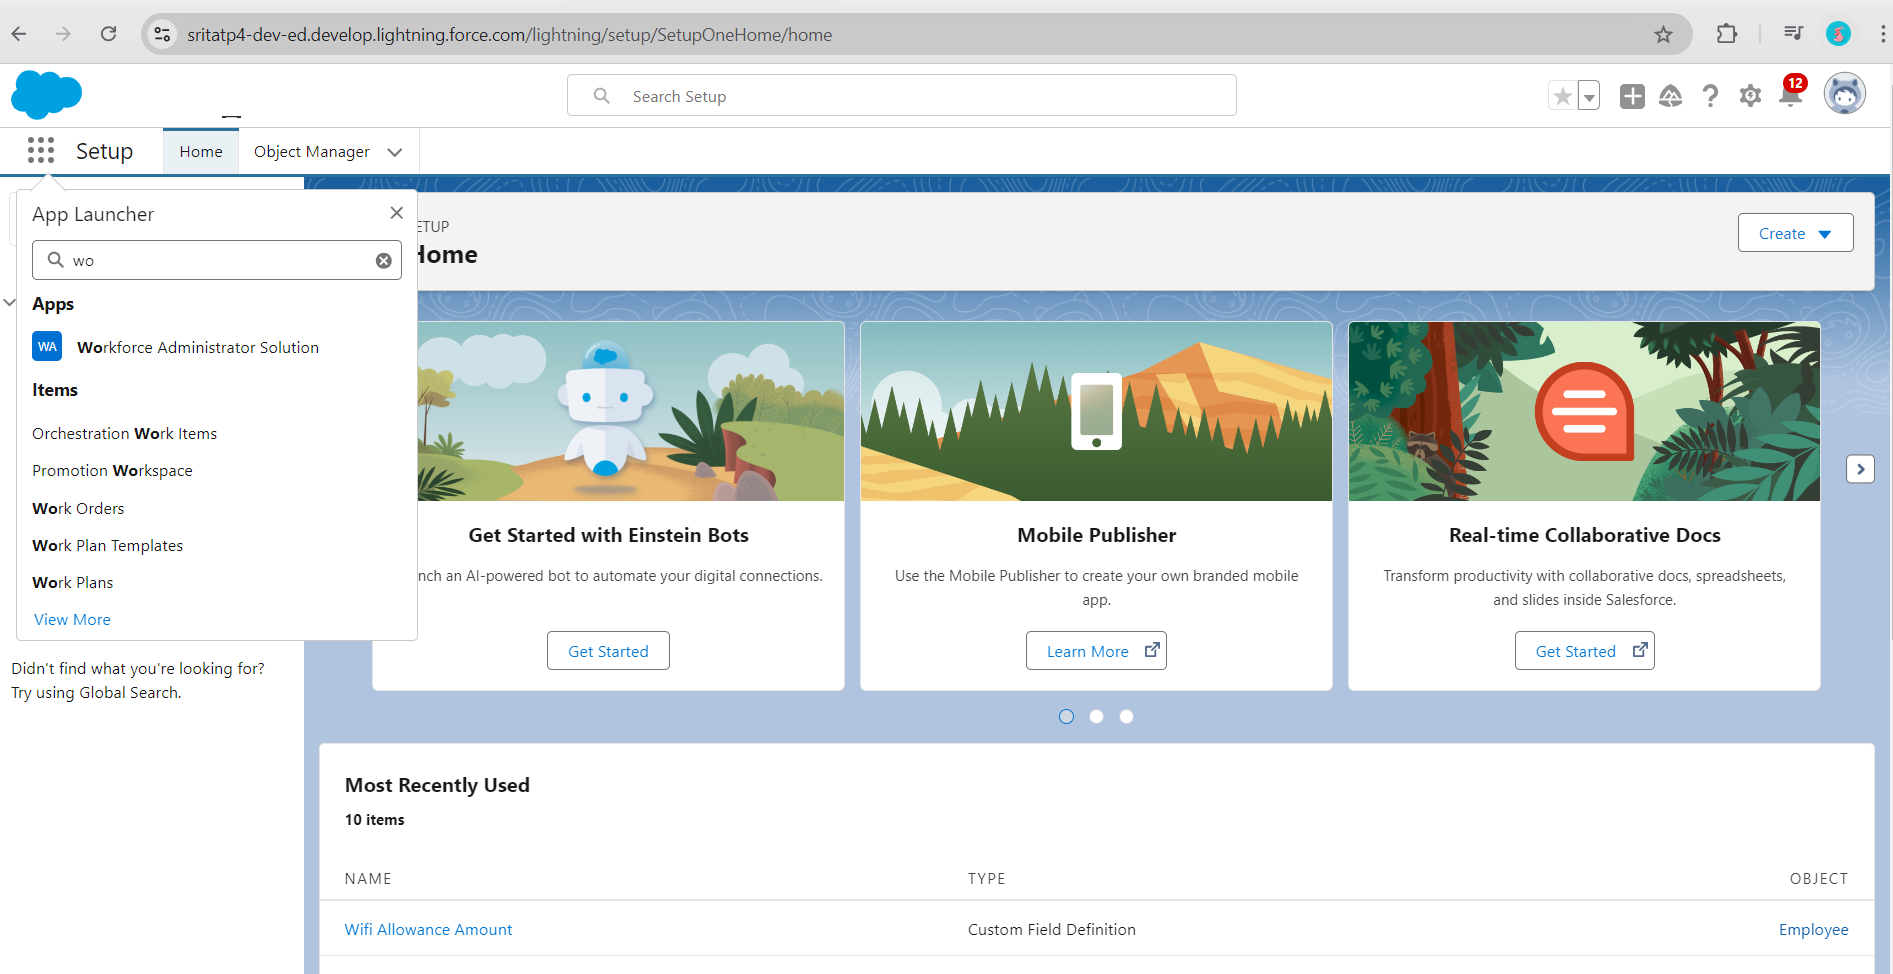 sritatp4-dev-ed.develop.lightning.force.com/lightning/setup/SetupOneHome/home
Search Setup
12
Setup
Home
Object Manager
App Launcher
wo
Apps
WA
Workforce Administrator Solution
Items
Orchestration Work Items
Promotion Workspace
Work Orders
Work Plan Templates
Work Plans
View More
Didn't find what you're looking for?
Try using Global Search.
ETUP
Home
Create
Get Started with Einstein Bots
nch an AI-powered bot to automate your digital connections.
Get Started
Mobile Publisher
Use the Mobile Publisher to create your own branded mobile
app.
Learn More
Real-time Collaborative Docs
Transform productivity with collaborative docs, spreadsheets,
and slides inside Salesforce.
Get Started
Most Recently Used
10 items
NAME
TYPE
OBJECT
Wifi Allowance Amount
Custom Field Definition
Employee